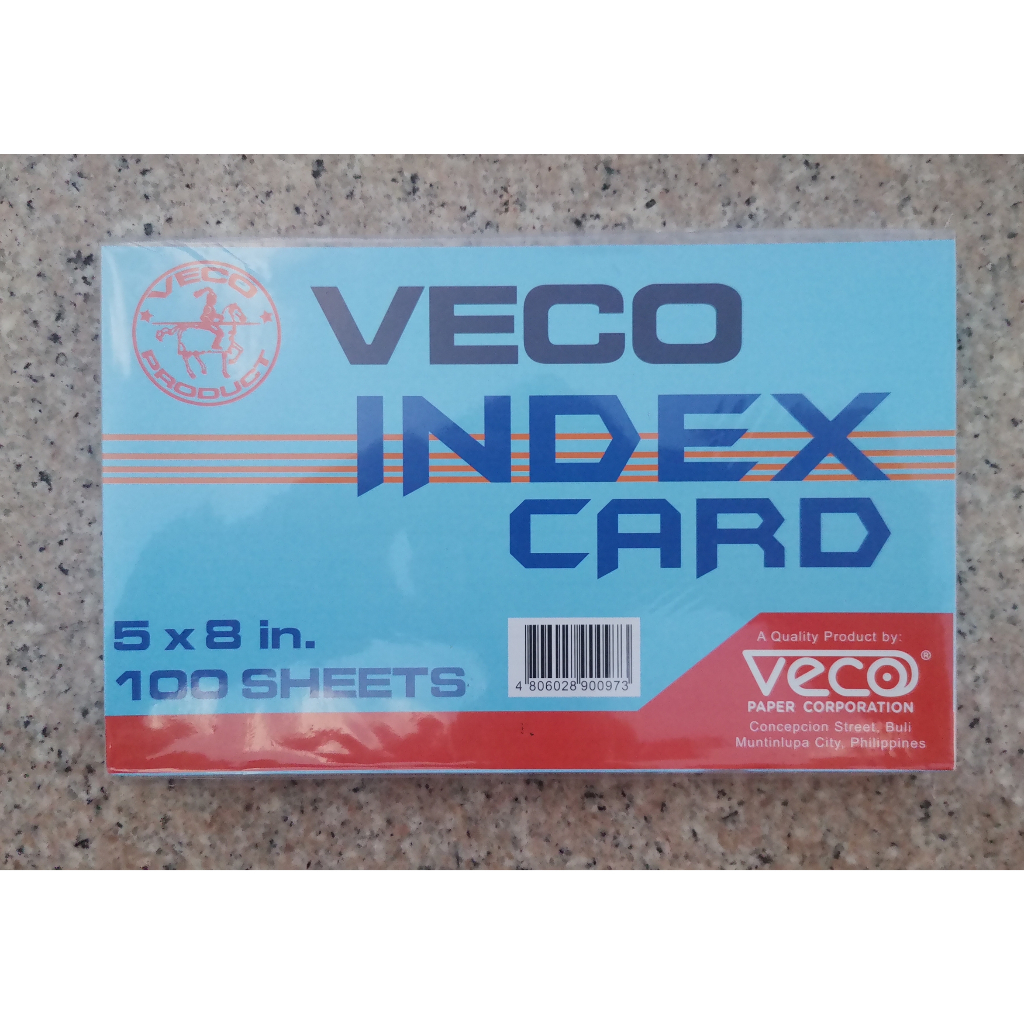 VECO
PRODUCT
VECO
INDEX
CARD
5 x 8 in.
100 SHEETS
4 806028 900973
A Quality Product by:
veco®
PAPER CORPORATION
Concepcion Street, Buli
Muntinlupa City, Philippines